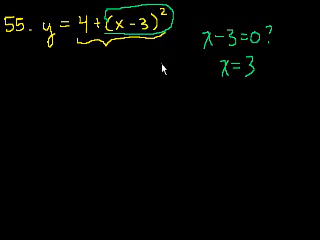 55. y = 4 + (x - 3)²
x - 3 = 0?
x = 3